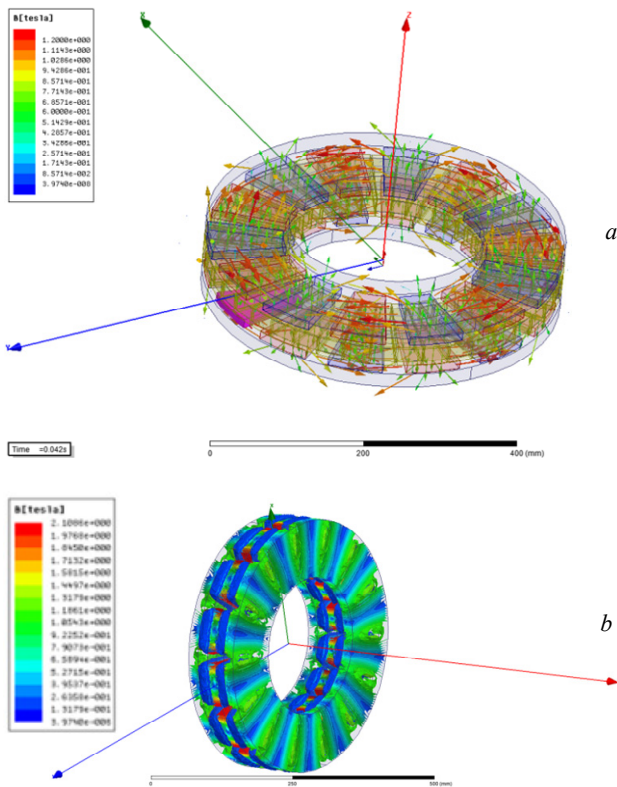 B[tesla]
1.2000e+000
1.1143e+000
1.0286e+000
9.4286e-001
8.5714e-001
7.7143e-001
6.8571e-001
6.0000e-001
5.1429e-001
4.2857e-001
3.4286e-001
2.5714e-001
1.7143e-001
8.5714e-002
3.9740e-008
X
Z
a
Y
Time =0.042s
0
200
400 (mm)
B[tesla]
2.1086e+000
1.9768e+000
1.8450e+000
1.7132e+000
1.5815e+000
1.4497e+000
1.3179e+000
1.1861e+000
1.0543e+000
9.2252e-001
7.9073e-001
6.5894e-001
5.2715e-001
3.9537e-001
2.6358e-001
1.3179e-001
3.9740e-008
b
0
250
500 (mm)